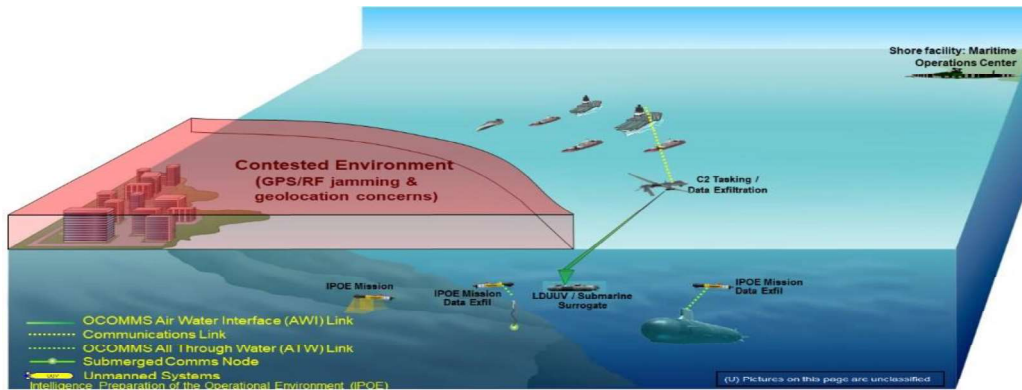 Shore facility: Maritime
Operations Center
Contested Environment
(GPS/RF jamming &
geolocation concerns)
C2 Tasking /
Data Exfiltration
IPOE Mission
IPOE Mission
Data Exfil
LDUUV / Submarine
Surrogate
IPOE Mission
Data Exfil
OCOMMS Air Water Interface (AWI) Link
Communications Link
OCOMMS All Through Water (ATW) Link
Submerged Comms Node
UUV
Unmanned Systems
Intelligence Preparation of the Operational Environment (IPOE)
(U) Pictures on this page are unclassified